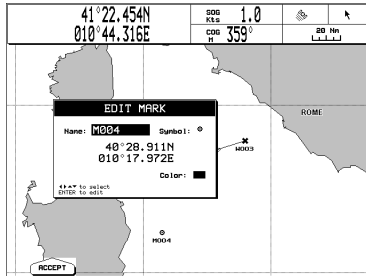 41°22.454N
010°44.316E
SOG Kts 1.0
COG M 359°
20 Nm
EDIT MARK
Name: M004 Symbol:
40°28.911N
010°17.972E
Color:
◄►▲▼ to select
ENTER to edit
ROME
W003
M004
ACCEPT